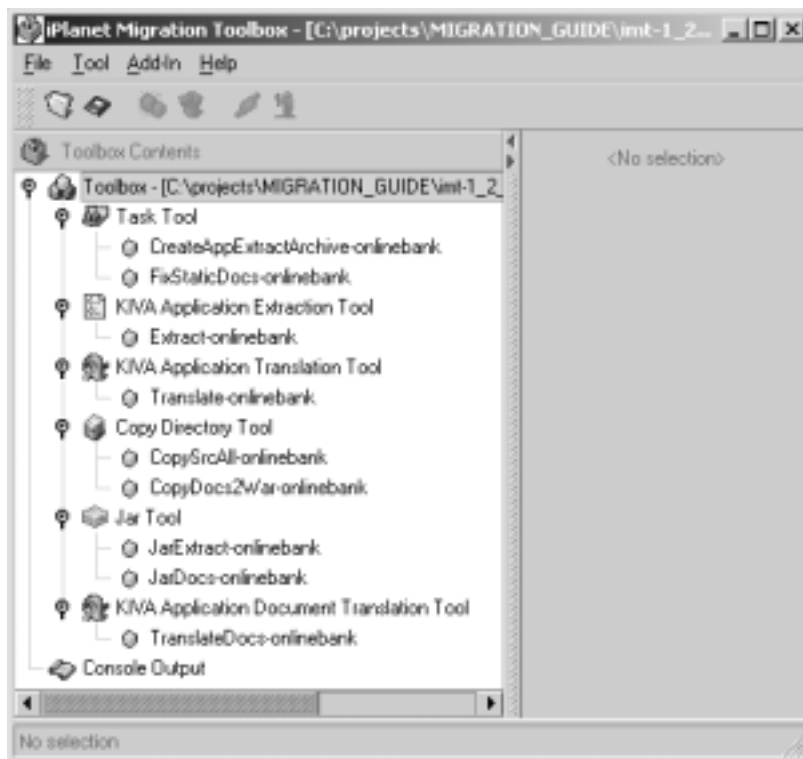 iPlanet Migration Toolbox - [C:\projects\MIGRATION_GUIDE\imt-1_2...
File Tool Add-In Help
Toolbox Contents
<No selection>
Toolbox - [C:\projects\MIGRATION_GUIDE\imt-1_2_
Task Tool
CreateAppExtractArchive-onlinebank
FixStaticDocs-onlinebank
KIVA Application Extraction Tool
Extract-onlinebank
KIVA Application Translation Tool
Translate-onlinebank
Copy Directory Tool
CopySrcAll-onlinebank
CopyDocs2War-onlinebank
Jar Tool
JarExtract-onlinebank
JarDocs-onlinebank
KIVA Application Document Translation Tool
TranslateDocs-onlinebank
Console Output
No selection